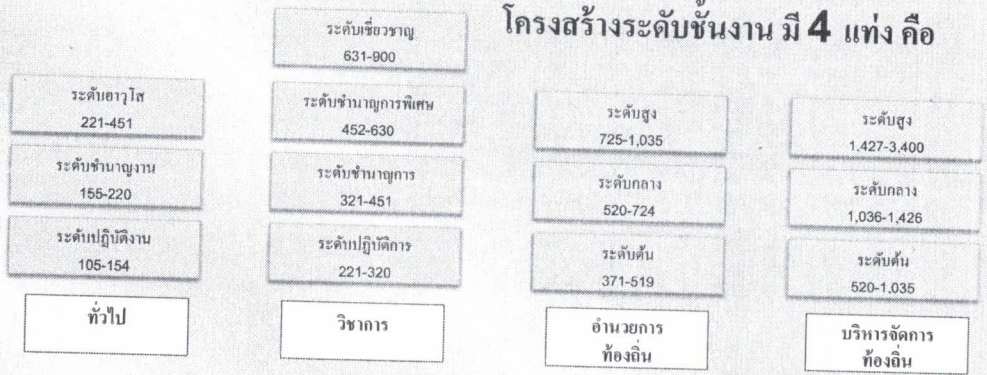 โครงสร้างระดับชั้นงาน มี 4 แท่ง คือ
ระดับอาวุโส
221-451
ระดับชำนาญงาน
155-220
ระดับปฏิบัติงาน
105-154
ทั่วไป
ระดับเชี่ยวชาญ
631-900
ระดับชำนาญการพิเศษ
452-630
ระดับชำนาญการ
321-451
ระดับปฏิบัติการ
221-320
วิชาการ
ระดับสูง
725-1,035
ระดับกลาง
520-724
ระดับต้น
371-519
อำนวยการ
ท้องถิ่น
ระดับสูง
1,427-3,400
ระดับกลาง
1,036-1,426
ระดับต้น
520-1,035
บริหารจัดการ
ท้องถิ่น